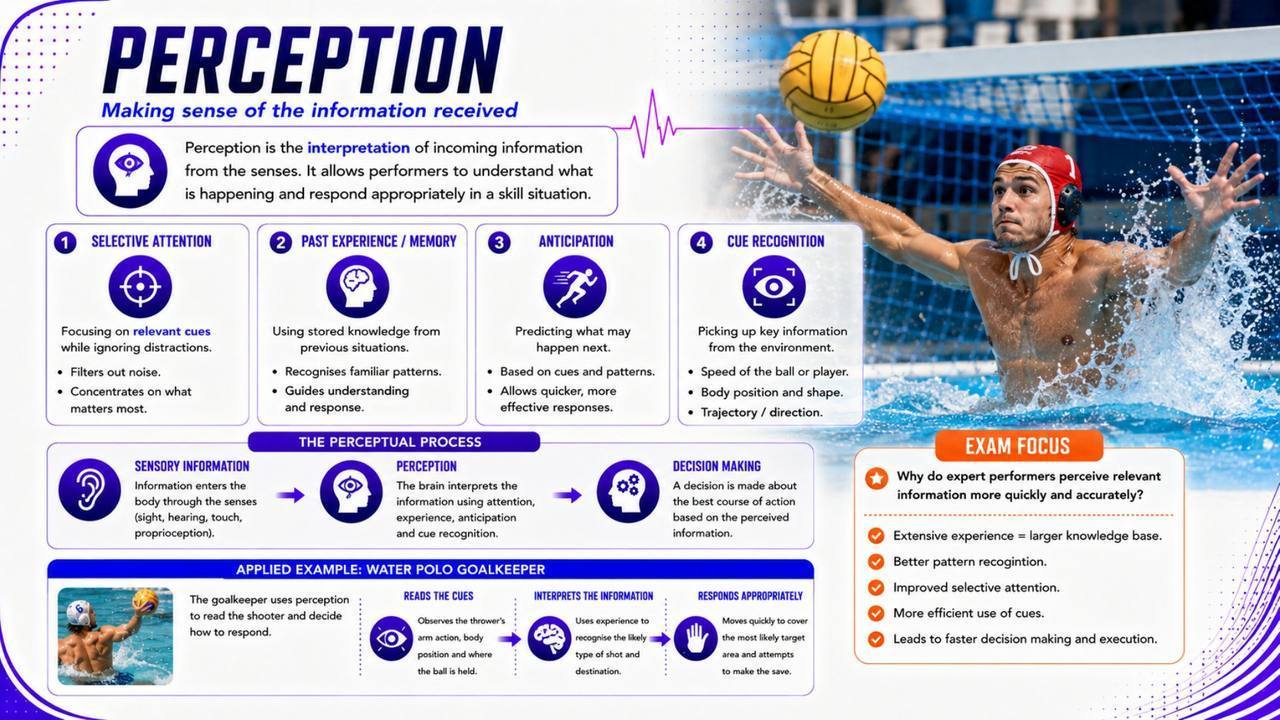 PERCEPTION
Making sense of the information received
Perception is the interpretation of incoming information
from the senses. It allows performers to understand what
is happening and respond appropriately in a skill situation.
1 SELECTIVE ATTENTION
Focusing on relevant cues
while ignoring distractions.
• Filters out noise.
• Concentrates on what
matters most.
2 PAST EXPERIENCE / MEMORY
Using stored knowledge from
previous situations.
• Recognises familiar patterns.
• Guides understanding
and response.
3 ANTICIPATION
Predicting what may
happen next.
• Based on cues and patterns.
• Allows quicker, more
effective responses.
4 CUE RECOGNITION
Picking up key information
from the environment.
• Speed of the ball or player.
• Body position and shape.
• Trajectory / direction.
THE PERCEPTUAL PROCESS
SENSORY INFORMATION
Information enters the
body through the senses
(sight, hearing, touch,
proprioception).
PERCEPTION
The brain interprets the
information using attention,
experience, anticipation
and cue recognition.
DECISION MAKING
A decision is made about
the best course of action
based on the perceived
information.
APPLIED EXAMPLE: WATER POLO GOALKEEPER
6
The goalkeeper uses perception
to read the shooter and decide
how to respond.
READS THE CUES
Observes the thrower's
arm action, body
position and where
the ball is held.
INTERPRETS THE INFORMATION
Uses experience to
recognise the likely
type of shot and
destination.
RESPONDS APPROPRIATELY
Moves quickly to cover
the most likely target
area and attempts
to make the save.
1
EXAM FOCUS
Why do expert performers perceive relevant
information more quickly and accurately?
Extensive experience = larger knowledge base.
Better pattern recogintion.
Improved selective attention.
More efficient use of cues.
Leads to faster decision making and execution.